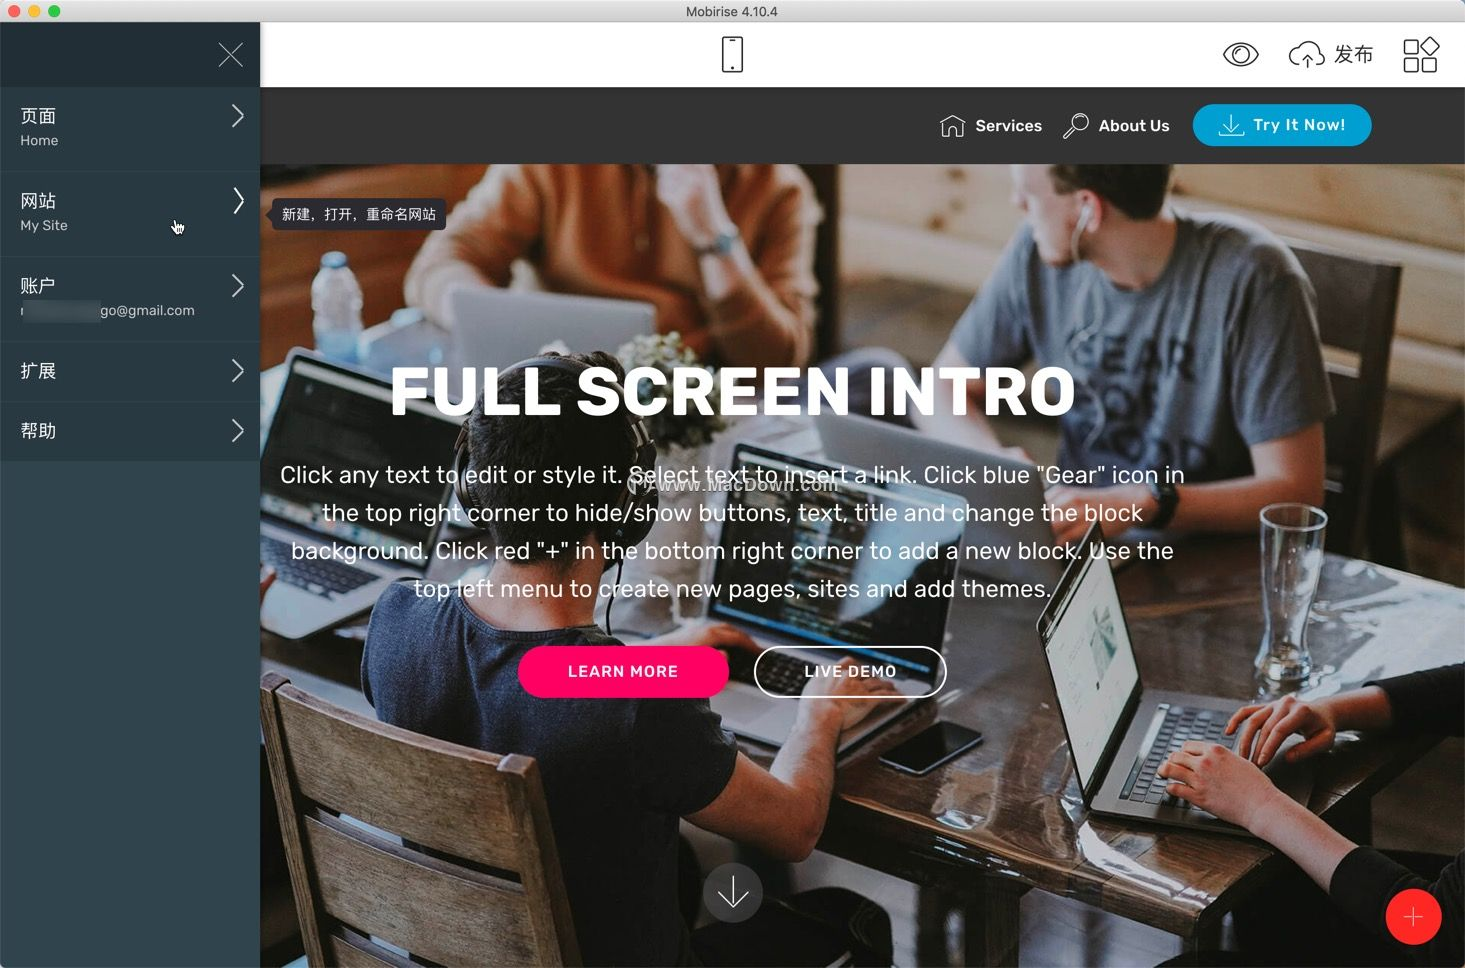 Mobirise 4.10.4
发布
页面
Home
网站
My Site
账户
go@gmail.com
扩展
帮助
新建，打开，重命名网站
Services
About Us
Try It Now!
FULL SCREEN INTRO
Click any text to edit or style it. Select text to insert a link. Click blue "Gear" icon in
the top right corner to hide/show buttons, text, title and change the block
background. Click red "+" in the bottom right corner to add a new block. Use the
top left menu to create new pages, sites and add themes.
www.MacDown.com
LEARN MORE
LIVE DEMO